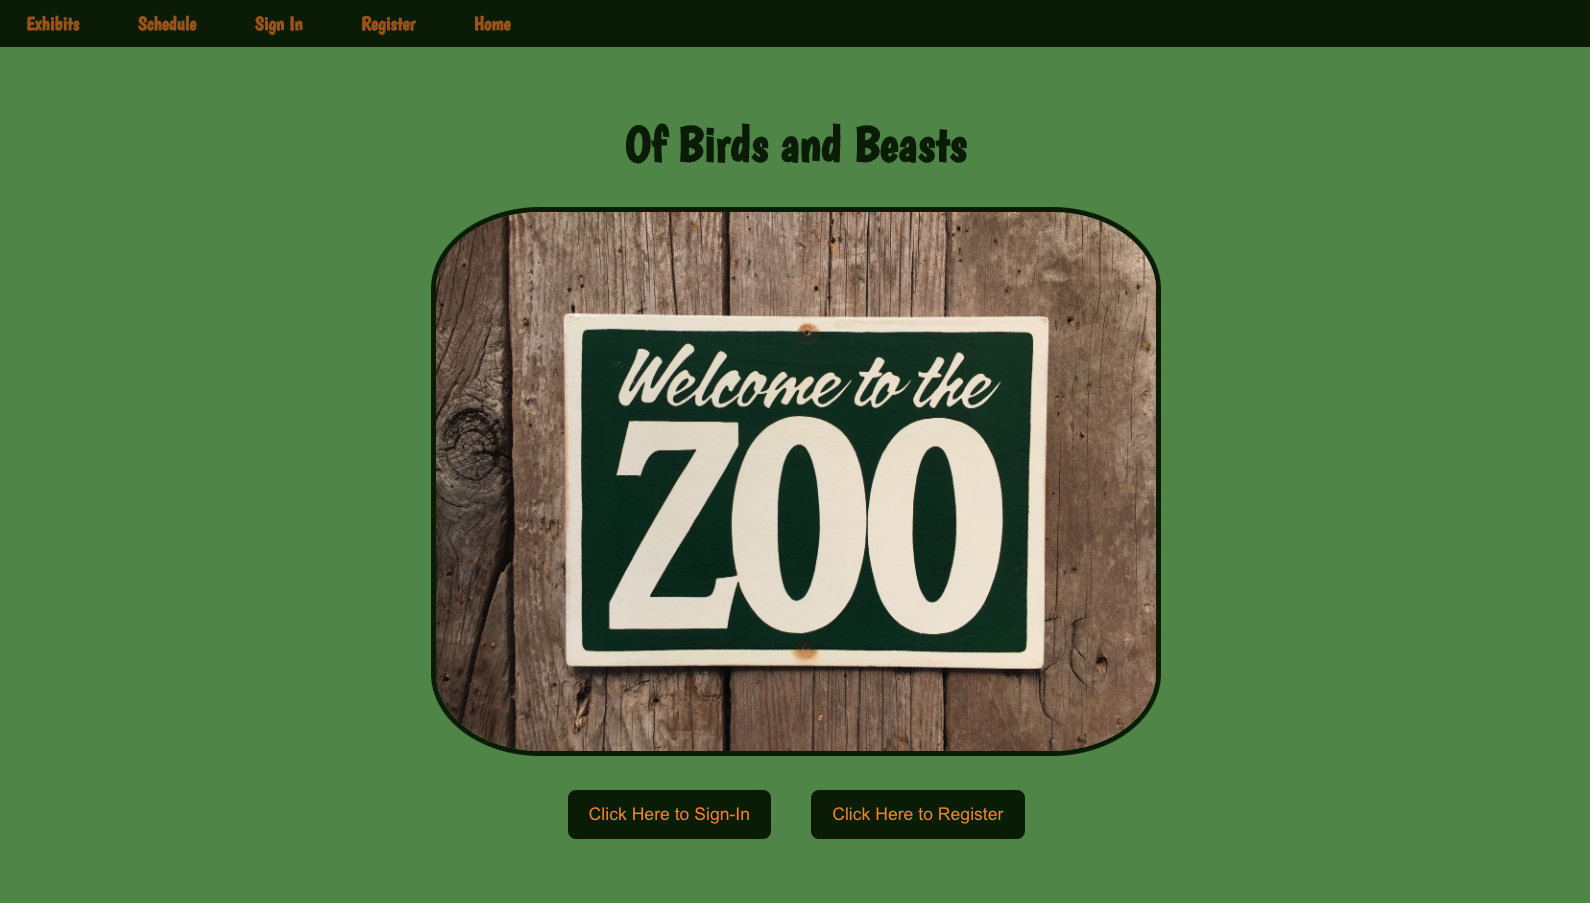 Exhibits Schedule Sign In Register Home
Of Birds and Beasts
Welcome to the
ZOO
Click Here to Sign-In Click Here to Register